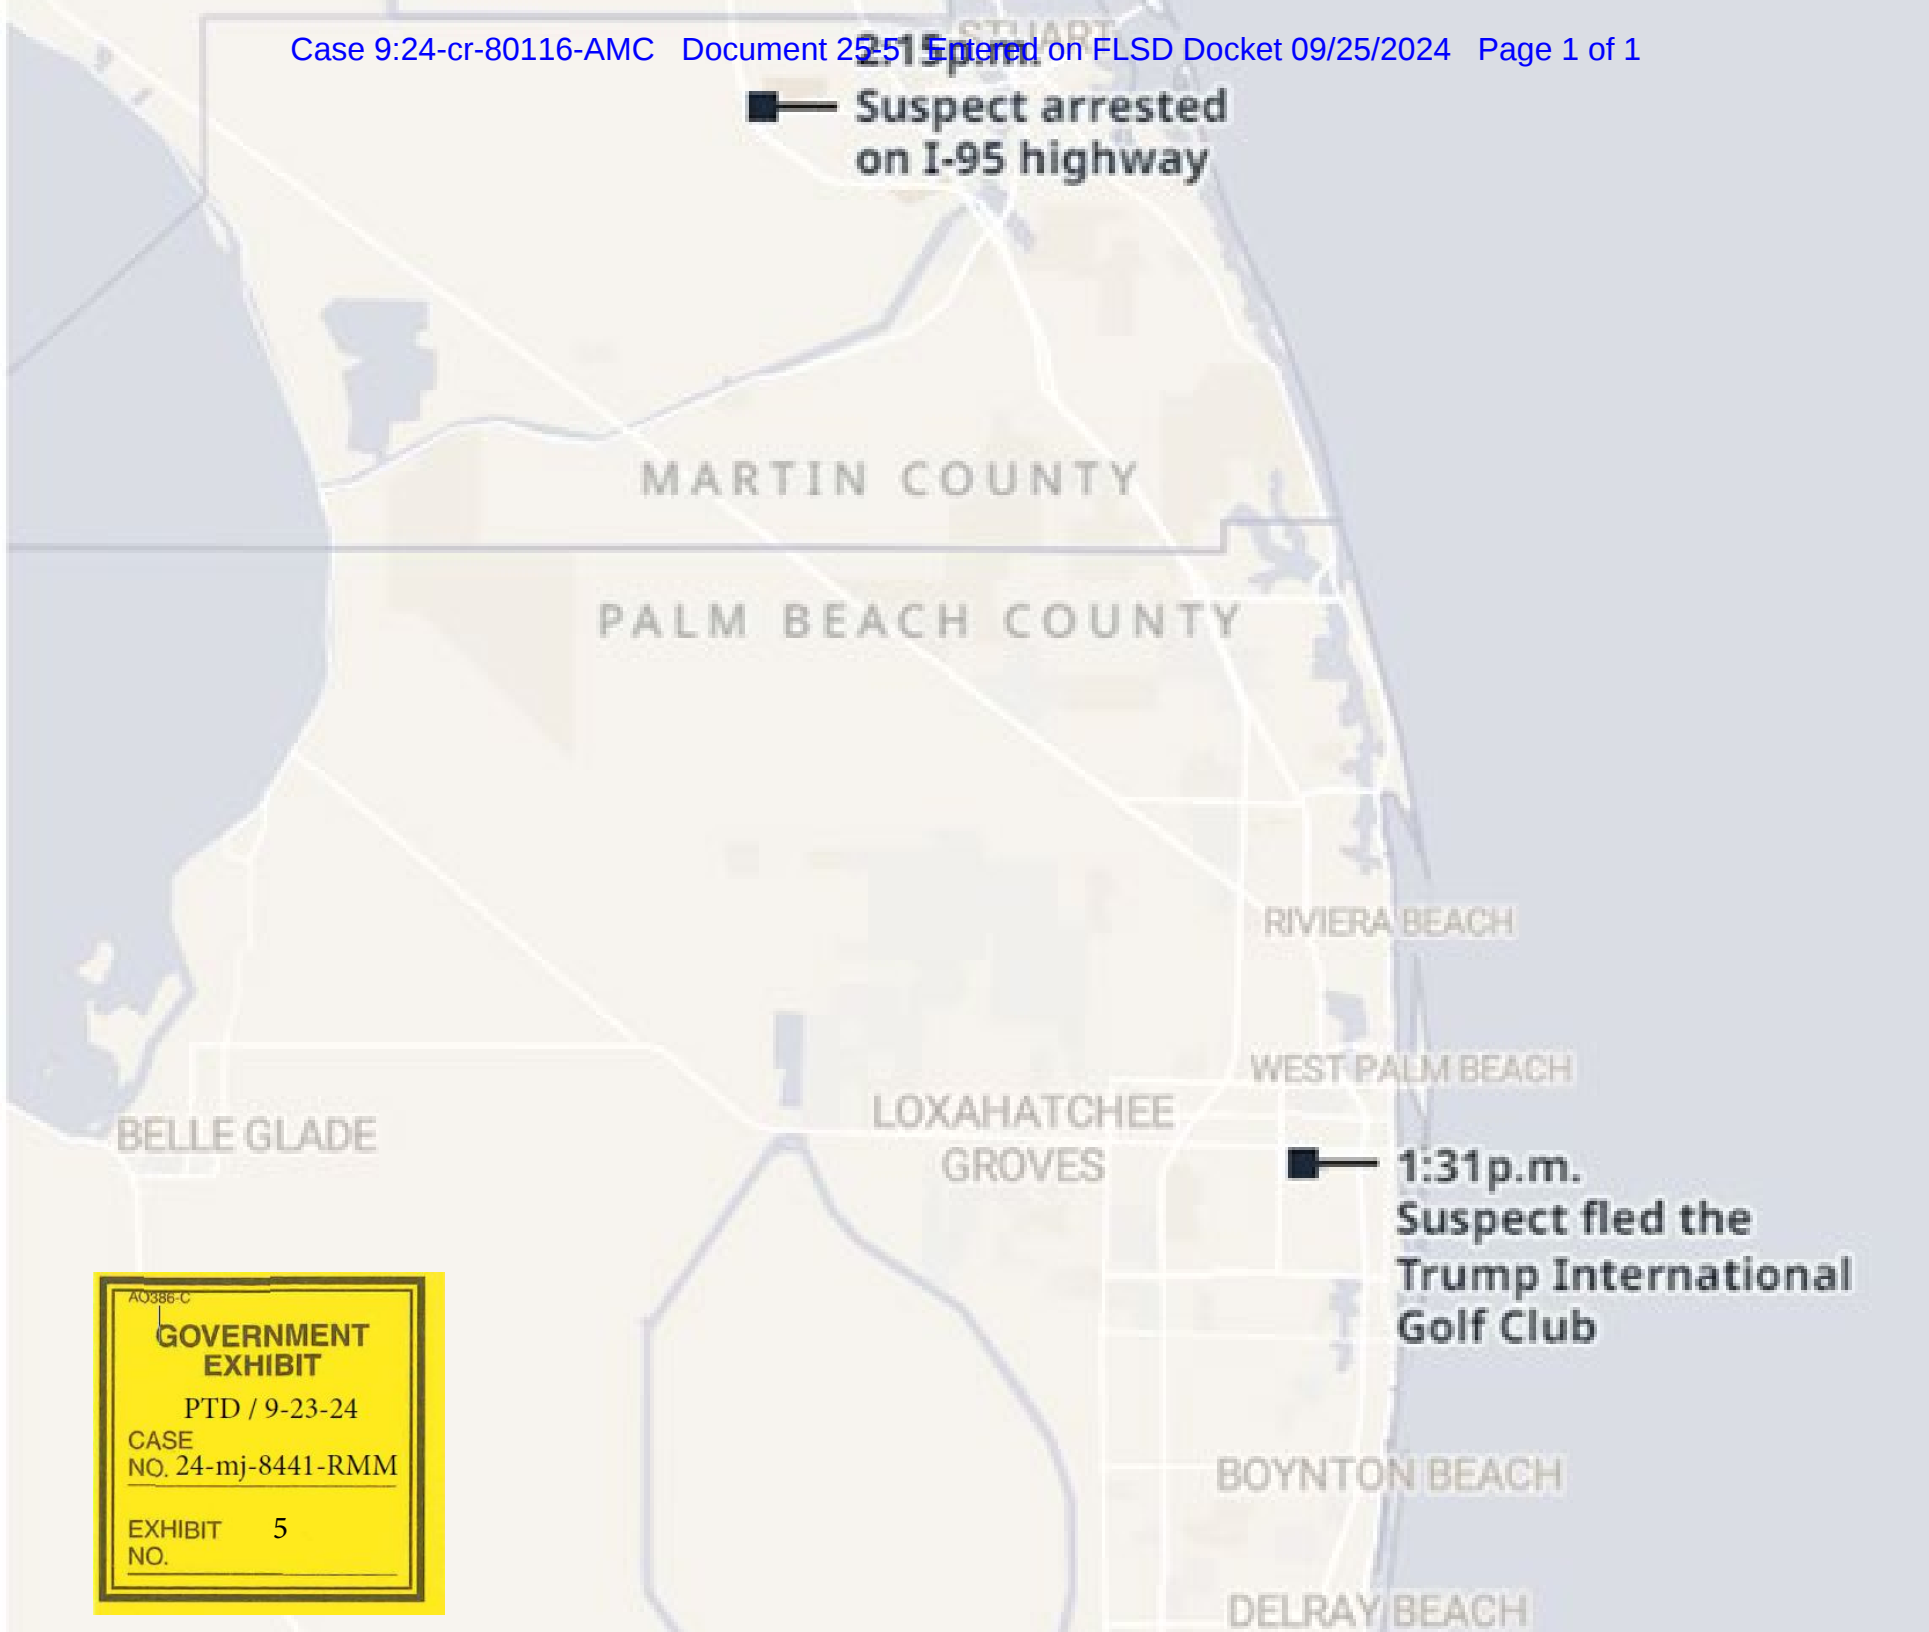 STUART
Case 9:24-cr-80116-AMC Document 25-5 Entered on FLSD Docket 09/25/2024 Page 1 of 1
2:15p.m.
Suspect arrested
on I-95 highway
MARTIN COUNTY
PALM BEACH COUNTY
RIVIERA BEACH
WEST PALM BEACH
LOXAHATCHEE
GROVES
BELLE GLADE
1:31p.m.
Suspect fled the
Trump International
Golf Club
AO386-C
GOVERNMENT
EXHIBIT
PTD / 9-23-24
CASE
NO. 24-mj-8441-RMM
EXHIBIT 5
NO.
BOYNTON BEACH
DELRAY BEACH